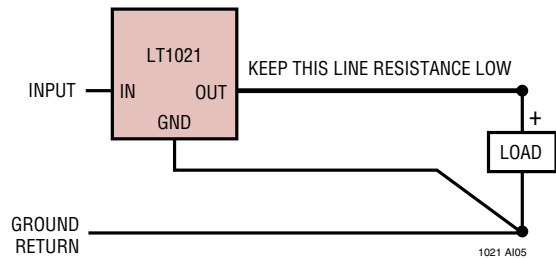 LT1021
KEEP THIS LINE RESISTANCE LOW
INPUT
IN
OUT
GND
+
LOAD
GROUND
RETURN
1021 AI05